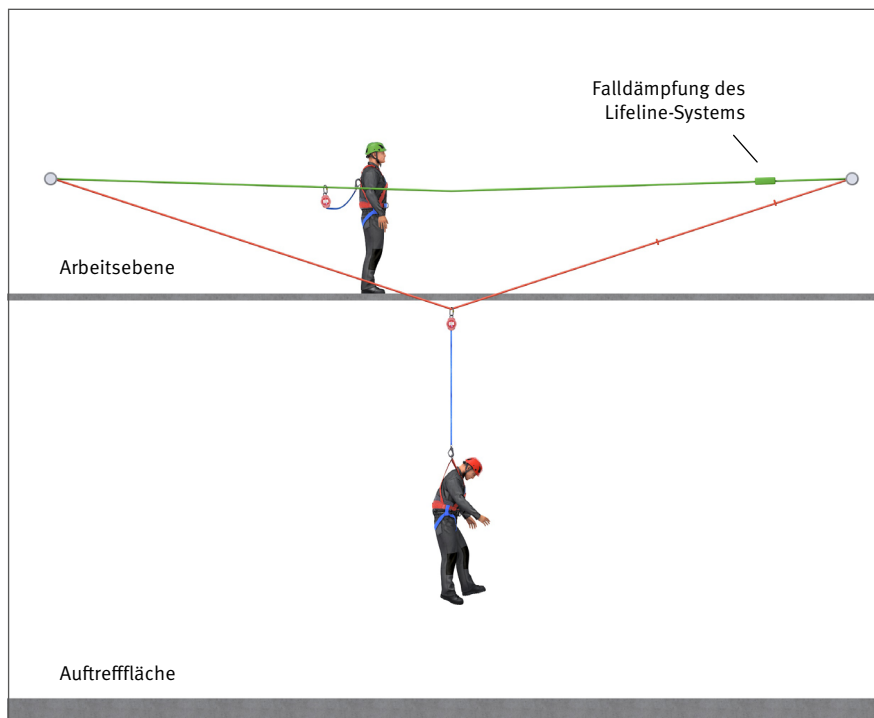 Falldämpfung des
Lifeline-Systems
Arbeitsebene
Auftrefffläche